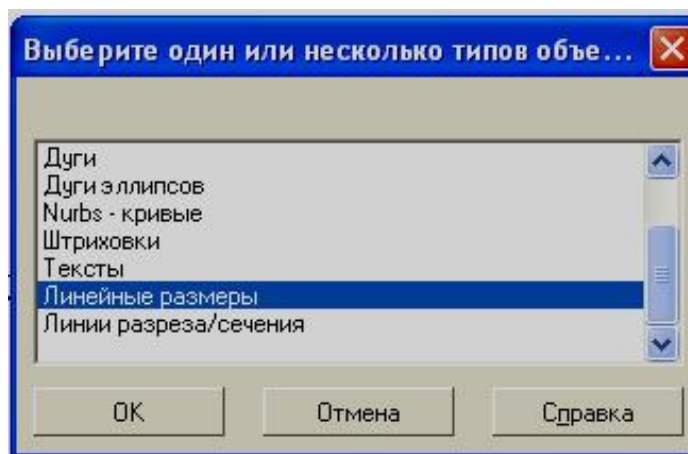 Выберите один или несколько типов объе...
Дуги
Дуги эллипсов
Nurbs - кривые
Штриховки
Тексты
Линейные размеры
Линии разреза/сечения
OK Отмена Справка